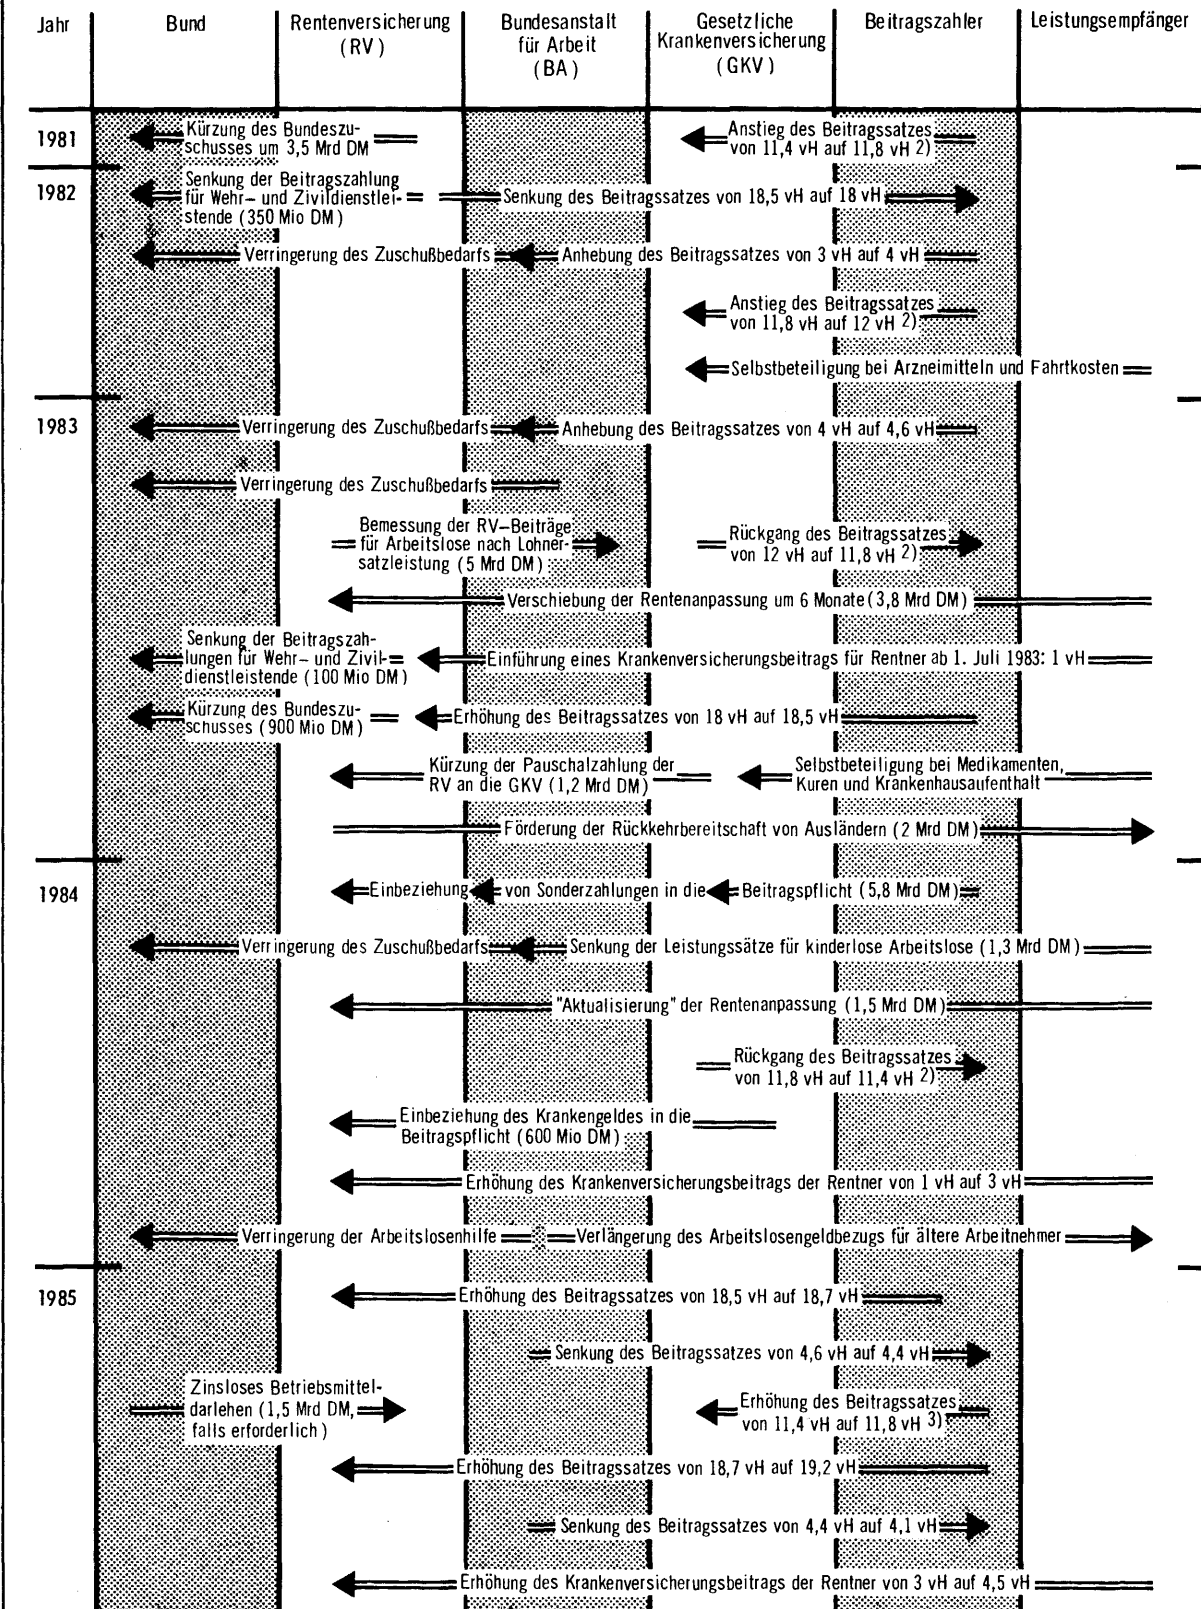 Jahr
Bund
Rentenversicherung
(RV)
Bundesanstalt
für Arbeit
(BA)
Gesetzliche
Krankenversicherung
(GKV)
Beitragszahler
Leistungsempfänger
1981
Kürzung des Bundeszu-
schusses um 3,5 Mrd DM
Anstieg des Beitragssatzes
von 11,4 vH auf 11,8 vH 2)
1982
Senkung der Beitragszahlung
für Wehr- und Zivildienstlei-
stende (350 Mio DM)
Senkung des Beitragssatzes von 18,5 vH auf 18 vH
Verringerung des Zuschußbedarfs
Anhebung des Beitragssatzes von 3 vH auf 4 vH
Anstieg des Beitragssatzes
von 11,8 vH auf 12 vH 2)
Selbstbeteiligung bei Arzneimitteln und Fahrtkosten
1983
Verringerung des Zuschußbedarfs
Anhebung des Beitragssatzes von 4 vH auf 4,6 vH
Verringerung des Zuschußbedarfs
Bemessung der RV-Beiträge
für Arbeitslose nach Lohner-
satzleistung (5 Mrd DM)
Rückgang des Beitragssatzes
von 12 vH auf 11,8 vH 2)
Verschiebung der Rentenanpassung um 6 Monate (3,8 Mrd DM)
Senkung der Beitragszah-
lungen für Wehr- und Zivil-
dienstleistende (100 Mio DM)
Einführung eines Krankenversicherungsbeitrags für Rentner ab 1. Juli 1983: 1 vH
Kürzung des Bundeszu-
schusses (900 Mio DM)
Erhöhung des Beitragssatzes von 18 vH auf 18,5 vH
Kürzung der Pauschalzahlung der
RV an die GKV (1,2 Mrd DM)
Selbstbeteiligung bei Medikamenten,
Kuren und Krankenhausaufenthalt
Förderung der Rückkehrbereitschaft von Ausländern (2 Mrd DM)
1984
Einbeziehung von Sonderzahlungen in die Beitragspflicht (5,8 Mrd DM)
Verringerung des Zuschußbedarfs
Senkung der Leistungssätze für kinderlose Arbeitslose (1,3 Mrd DM)
"Aktualisierung" der Rentenanpassung (1,5 Mrd DM)
Rückgang des Beitragssatzes
von 11,8 vH auf 11,4 vH 2)
Einbeziehung des Krankengeldes in die
Beitragspflicht (600 Mio DM)
Erhöhung des Krankenversicherungsbeitrags der Rentner von 1 vH auf 3 vH
Verringerung der Arbeitslosenhilfe
Verlängerung des Arbeitslosengeldbezugs für ältere Arbeitnehmer
1985
Erhöhung des Beitragssatzes von 18,5 vH auf 18,7 vH
Senkung des Beitragssatzes von 4,6 vH auf 4,4 vH
Zinsloses Betriebsmittel-
darlehen (1,5 Mrd DM,
falls erforderlich)
Erhöhung des Beitragssatzes
von 11,4 vH auf 11,8 vH 3)
Erhöhung des Beitragssatzes von 18,7 vH auf 19,2 vH
Senkung des Beitragssatzes von 4,4 vH auf 4,1 vH
Erhöhung des Krankenversicherungsbeitrags der Rentner von 3 vH auf 4,5 vH